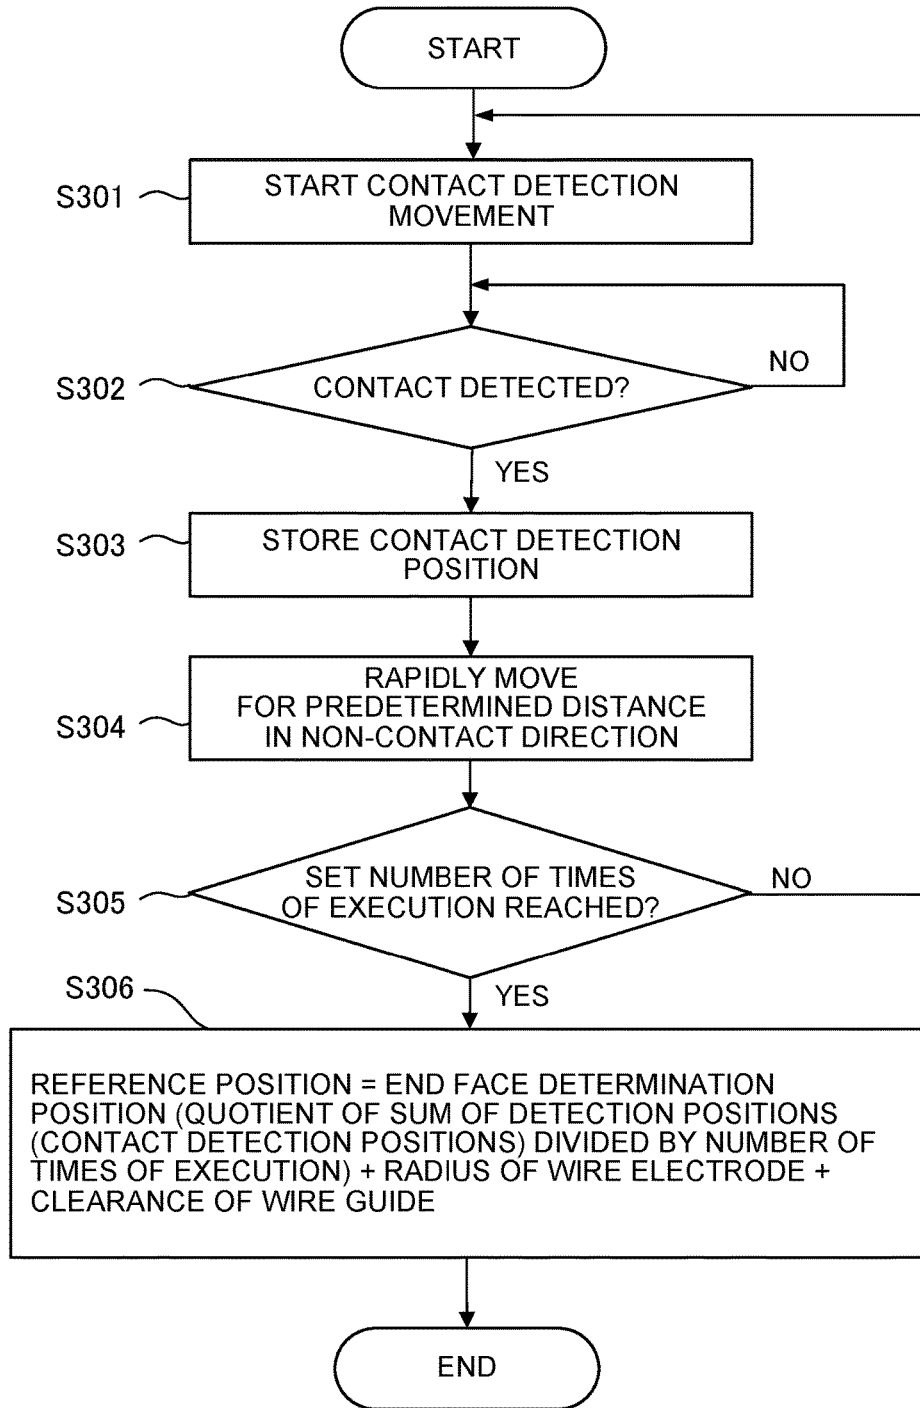 START
S301
START CONTACT DETECTION
MOVEMENT
S302
CONTACT DETECTED?
NO
YES
S303
STORE CONTACT DETECTION
POSITION
S304
RAPIDLY MOVE
FOR PREDETERMINED DISTANCE
IN NON-CONTACT DIRECTION
S305
SET NUMBER OF TIMES
OF EXECUTION REACHED?
NO
YES
S306
REFERENCE POSITION = END FACE DETERMINATION
POSITION (QUOTIENT OF SUM OF DETECTION POSITIONS
(CONTACT DETECTION POSITIONS) DIVIDED BY NUMBER OF
TIMES OF EXECUTION) + RADIUS OF WIRE ELECTRODE +
CLEARANCE OF WIRE GUIDE
END